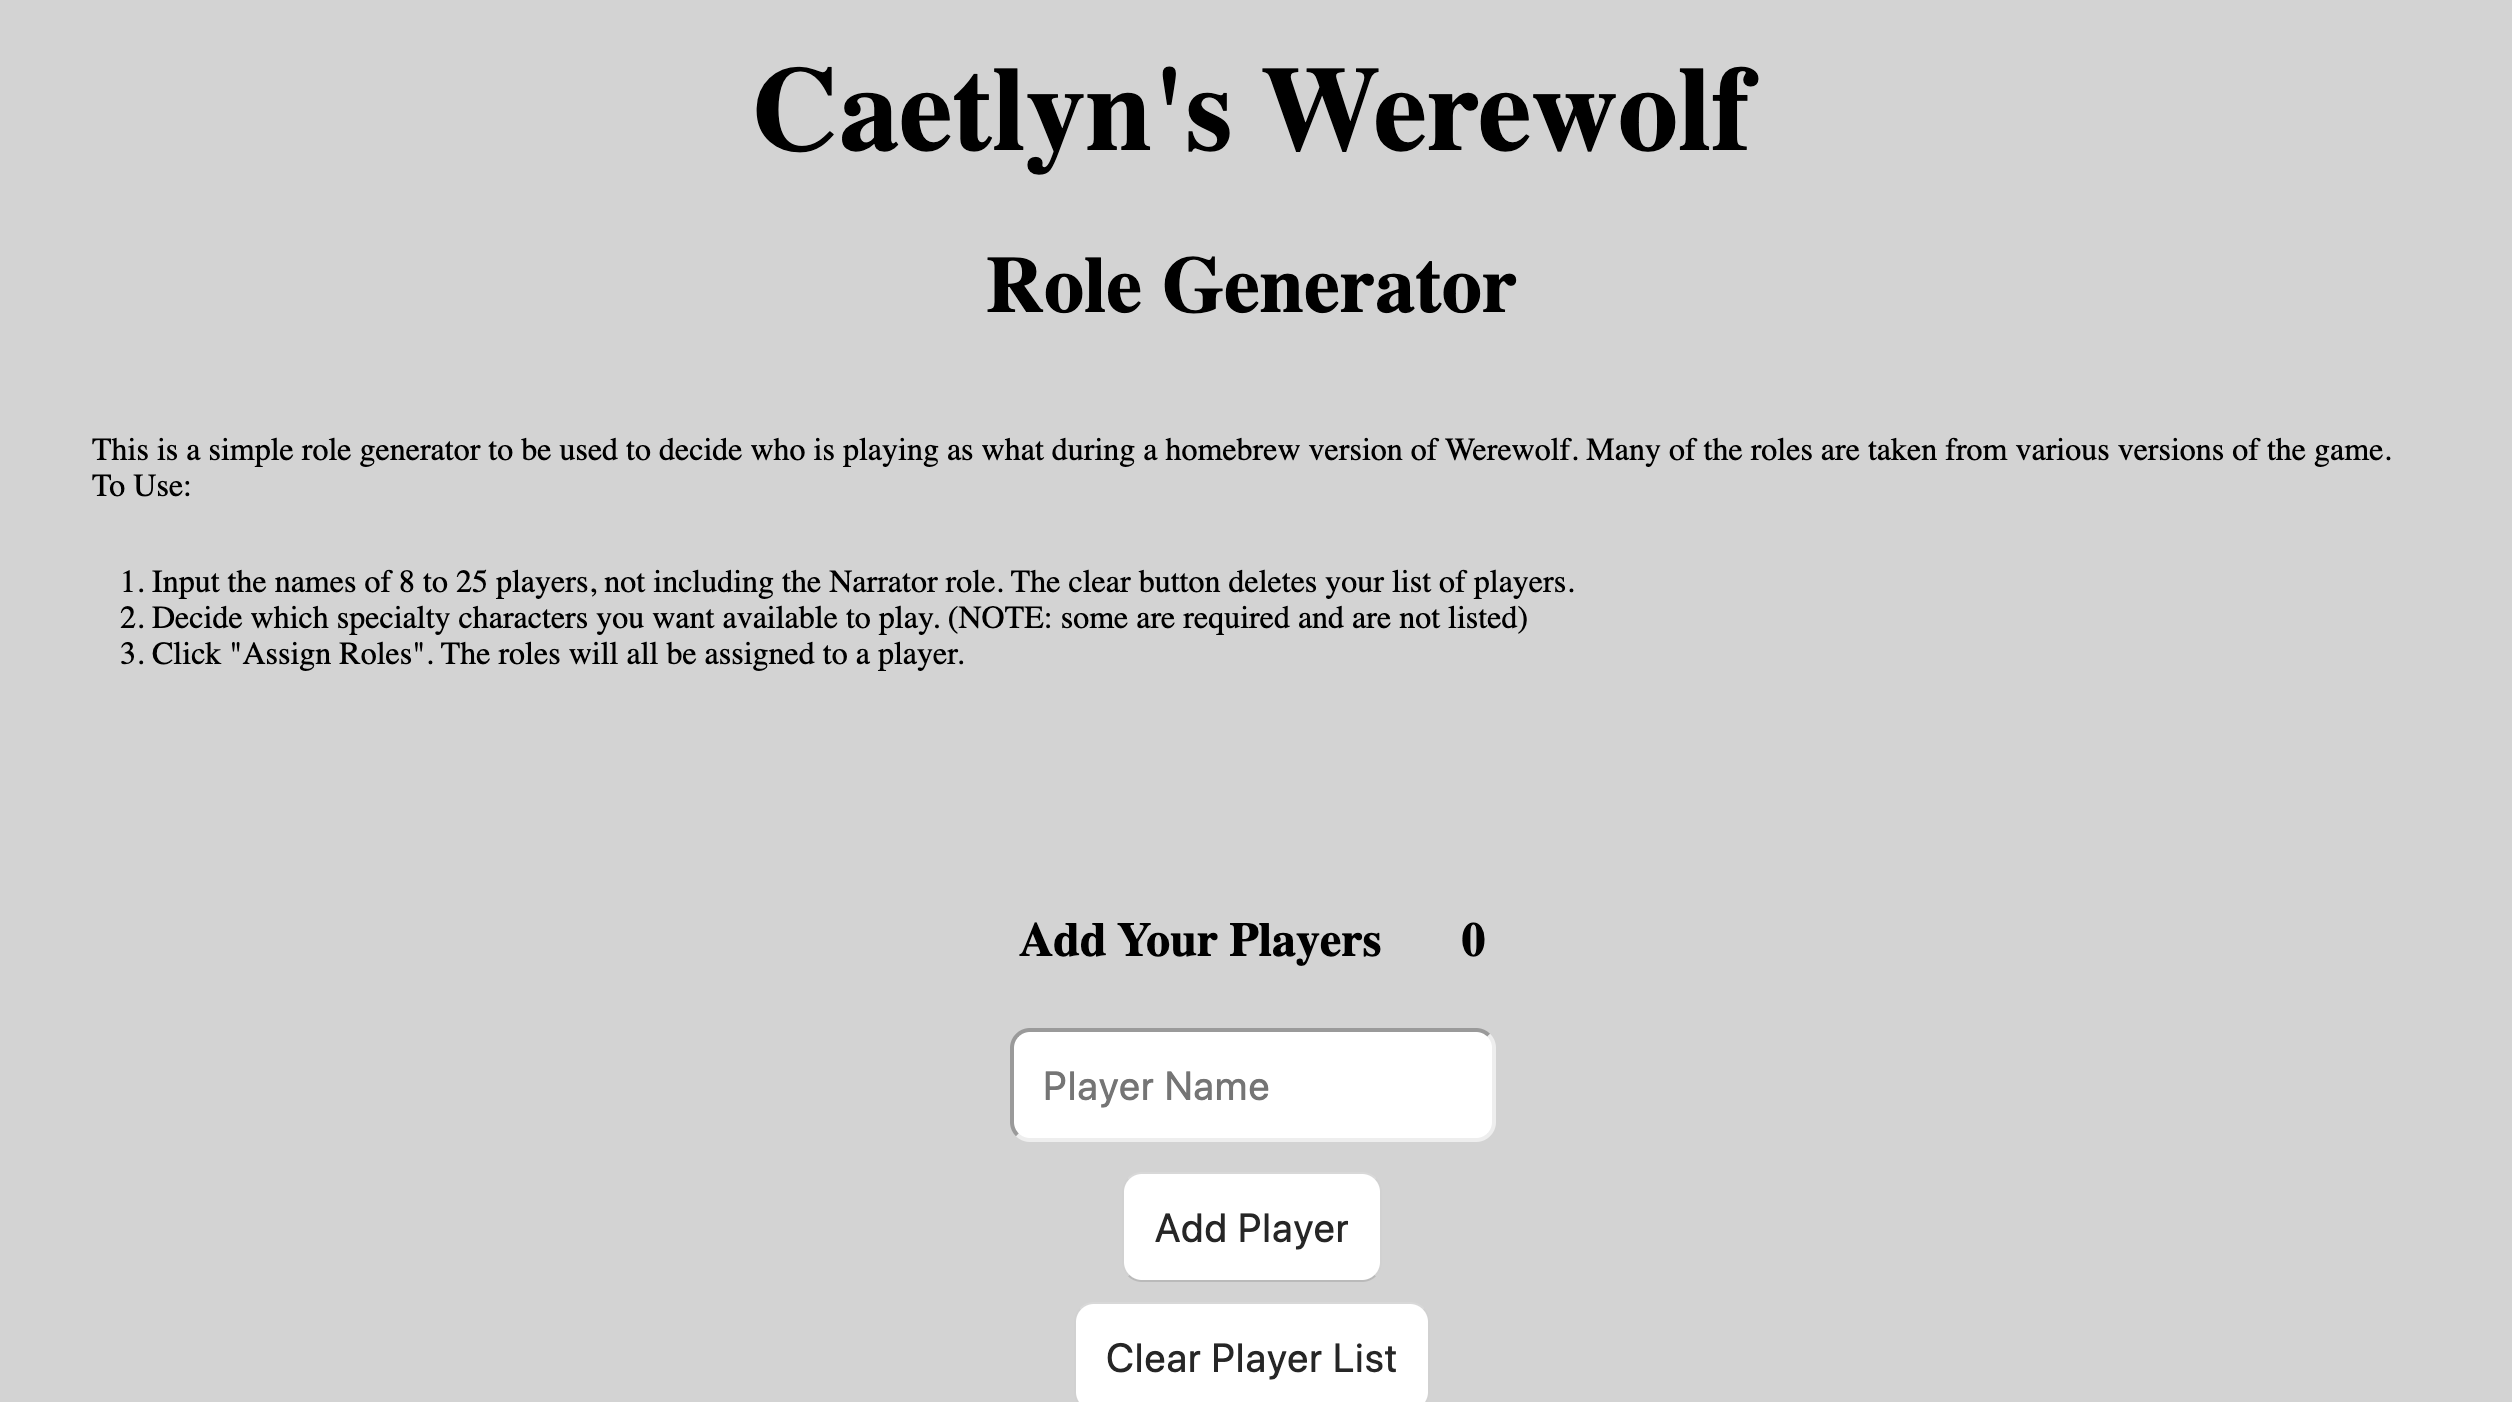 Caetlyn's Werewolf
Role Generator
This is a simple role generator to be used to decide who is playing as what during a homebrew version of Werewolf. Many of the roles are taken from various versions of the game.
To Use:
1. Input the names of 8 to 25 players, not including the Narrator role. The clear button deletes your list of players.
2. Decide which specialty characters you want available to play. (NOTE: some are required and are not listed)
3. Click "Assign Roles". The roles will all be assigned to a player.
Add Your Players 0
Player Name
Add Player
Clear Player List